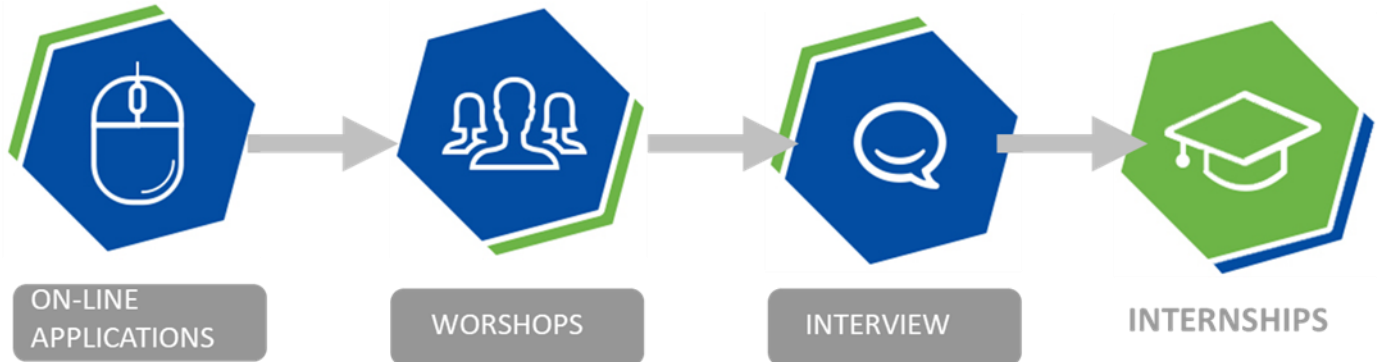 ON-LINE
APPLICATIONS
WORSHOPS
INTERVIEW
INTERNSHIPS